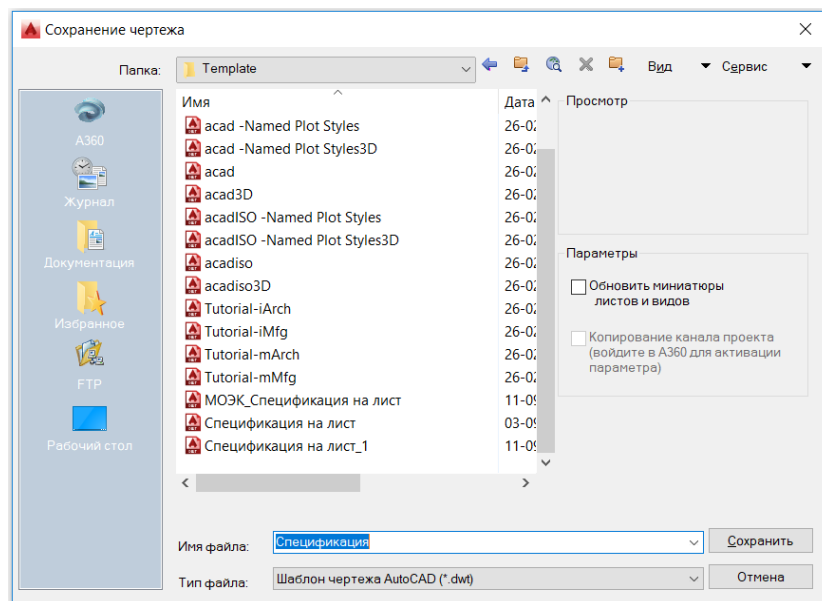 Сохранение чертежа
Папка:
Template
Вид
Сервис
A360
Журнал
Документация
Избранное
FTP
Рабочий стол
Имя
Дата
acad -Named Plot Styles
26-02
acad -Named Plot Styles3D
26-02
acad
26-02
acad3D
26-02
acadISO -Named Plot Styles
26-02
acadISO -Named Plot Styles3D
26-02
acadiso
26-02
acadiso3D
26-02
Tutorial-iArch
26-02
Tutorial-iMfg
26-02
Tutorial-mArch
26-02
Tutorial-mMfg
26-02
МОЭК_Спецификация на лист
11-09
Спецификация на лист
03-09
Спецификация на лист_1
11-09
Просмотр
Параметры
Обновить миниатюры
листов и видов
Копирование канала проекта
(войдите в A360 для активации
параметра)
Имя файла:
Спецификация
Сохранить
Тип файла:
Шаблон чертежа AutoCAD (*.dwt)
Отмена